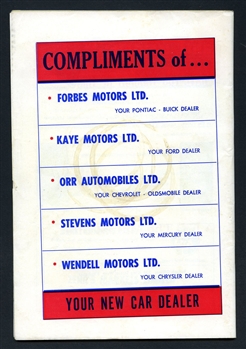 COMPLIMENTS of...
• FORBES MOTORS LTD.
YOUR PONTIAC - BUICK DEALER
• KAYE MOTORS LTD.
YOUR FORD DEALER
• ORR AUTOMOBILES LTD.
YOUR CHEVROLET - OLDSMOBILE DEALER
• STEVENS MOTORS LTD.
YOUR MERCURY DEALER
• WENDELL MOTORS LTD.
YOUR CHRYSLER DEALER
YOUR NEW CAR DEALER